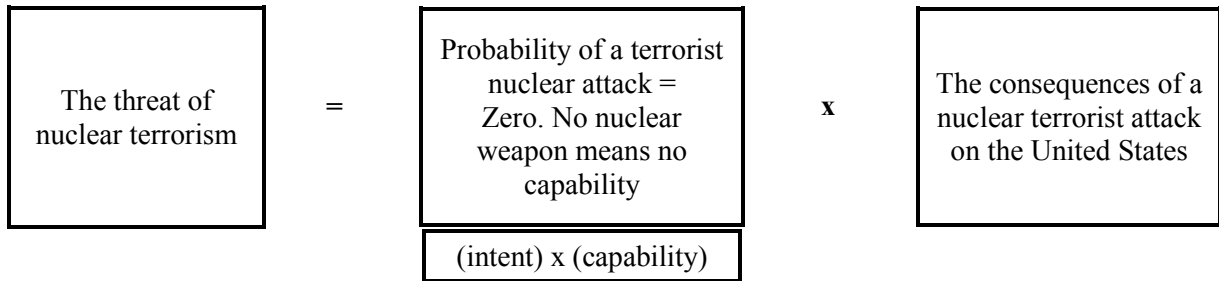 The threat of
nuclear terrorism
=
Probability of a terrorist
nuclear attack =
Zero. No nuclear
weapon means no
capability
(intent) x (capability)
x
The consequences of a
nuclear terrorist attack
on the United States